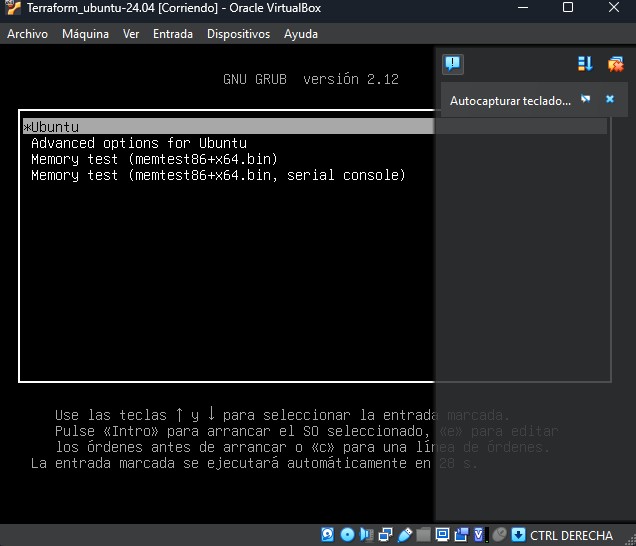 Terraform_ubuntu-24.04 [Corriendo] - Oracle VirtualBox
Archivo Máquina Ver Entrada Dispositivos Ayuda
GNU GRUB versión 2.12
Autocapturar teclado...
*Ubuntu
Advanced options for Ubuntu
Memory test (memtest86+x64.bin)
Memory test (memtest86+x64.bin, serial console)
Use las teclas ↑ y ↓ para seleccionar la entrada marcada.
Pulse «Intro» para arrancar el SO seleccionado, «e» para editar
los órdenes antes de arrancar o «c» para una línea de órdenes.
La entrada marcada se ejecutará automáticamente en 28 s.
CTRL DERECHA